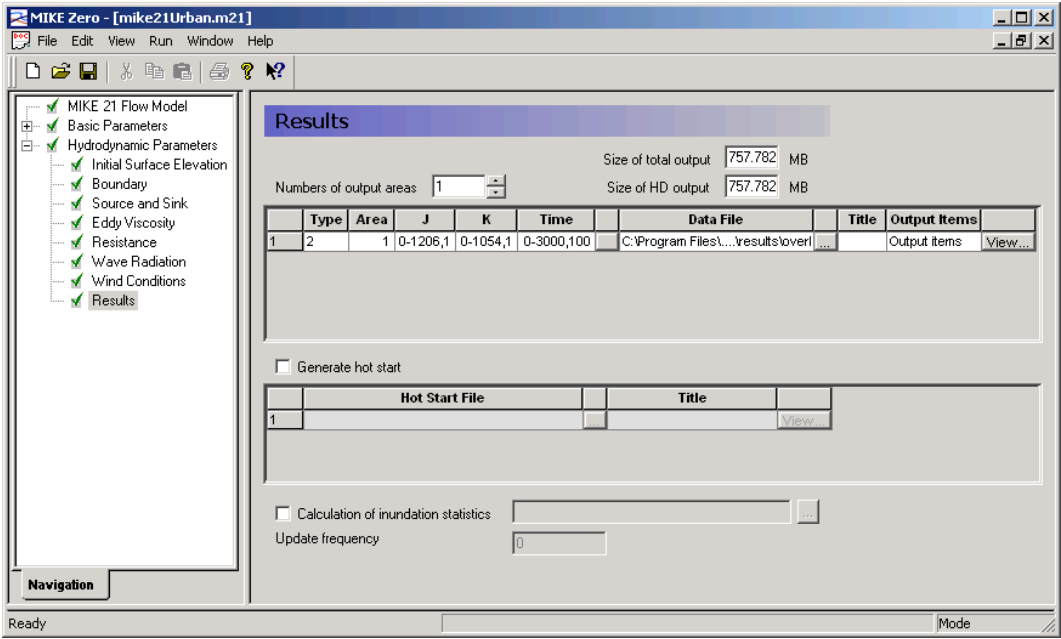 MIKE Zero - [mike21Urban.m21]
File Edit View Run Window Help
MIKE 21 Flow Model
Basic Parameters
Hydrodynamic Parameters
Initial Surface Elevation
Boundary
Source and Sink
Eddy Viscosity
Resistance
Wave Radiation
Wind Conditions
Results
Navigation
Results
Size of total output 757.782 MB
Numbers of output areas 1 Size of HD output 757.782 MB
Type Area J K Time Data File Title Output Items
1 2 1 0-1206,1 0-1054,1 0-3000,100 C:\Program Files\....\results\overl ... Output items View...
Generate hot start
Hot Start File Title
1 ... View...
Calculation of inundation statistics ...
Update frequency 0
Ready Mode